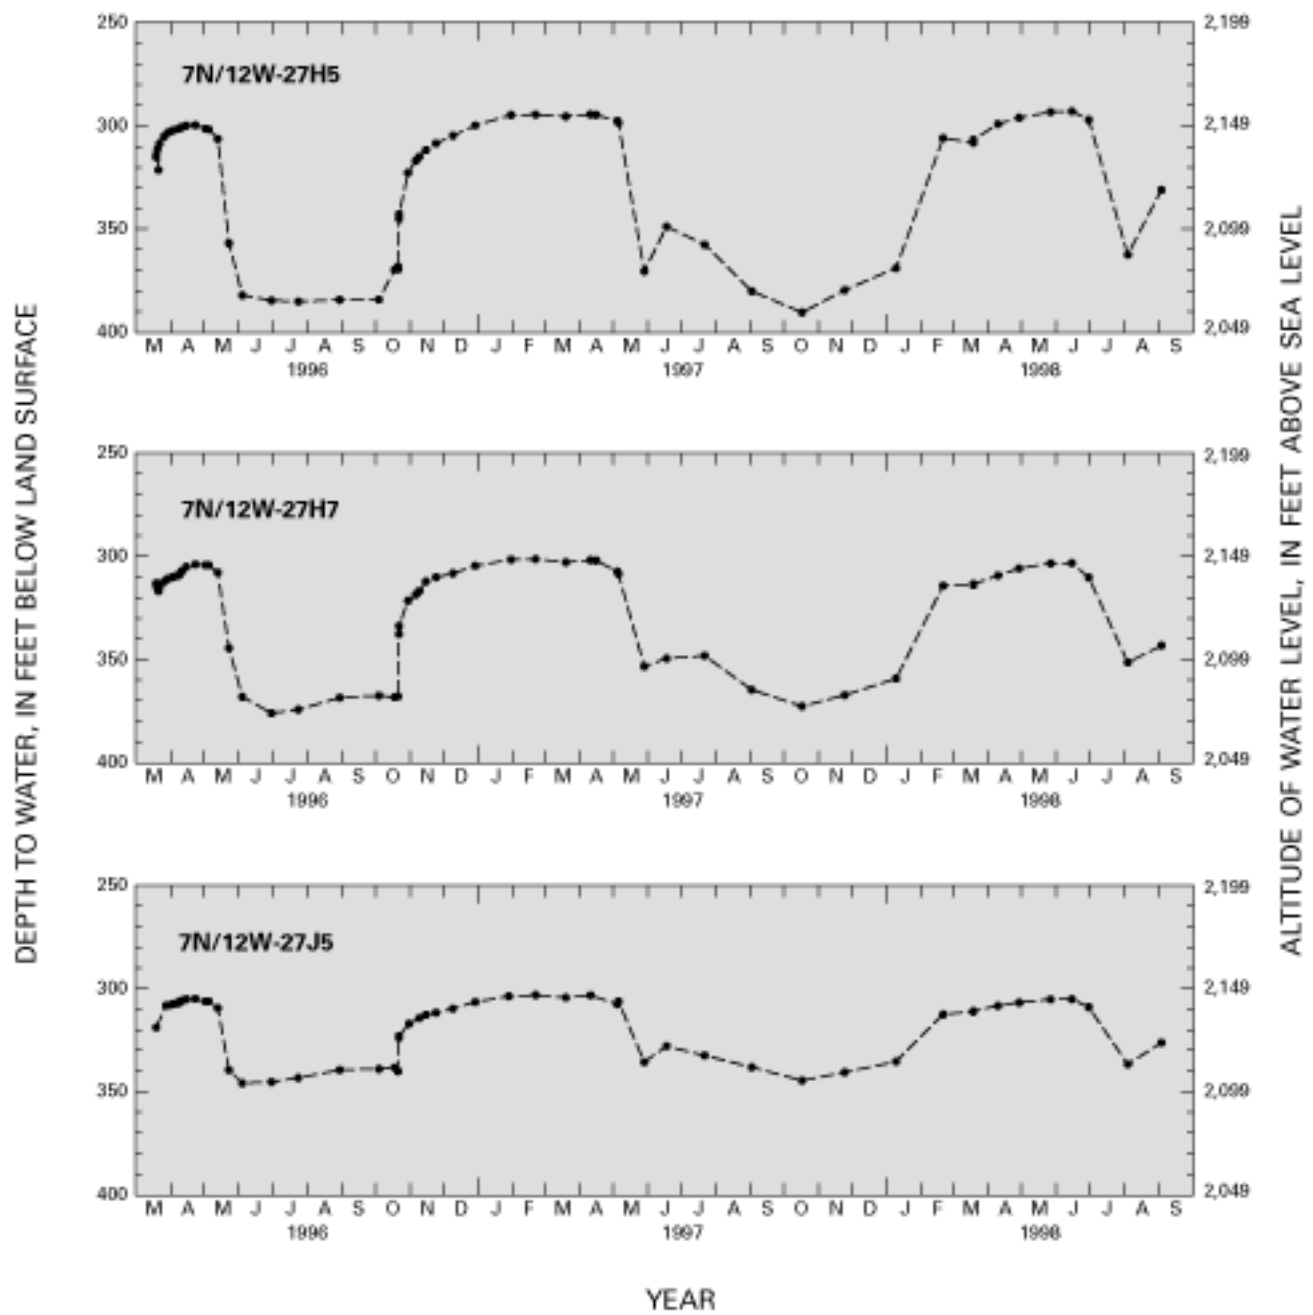 DEPTH TO WATER, IN FEET BELOW LAND SURFACE
ALTITUDE OF WATER LEVEL, IN FEET ABOVE SEA LEVEL
7N/12W-27H5
250
300
350
400
2,199
2,149
2,099
2,049
M A M J J A S O N D J F M A M J J A S O N D J F M A M J J A S
1996 1997 1998
7N/12W-27H7
250
300
350
400
2,199
2,149
2,099
2,049
M A M J J A S O N D J F M A M J J A S O N D J F M A M J J A S
1996 1997 1998
7N/12W-27J5
250
300
350
400
2,199
2,149
2,099
2,049
M A M J J A S O N D J F M A M J J A S O N D J F M A M J J A S
1996 1997 1998
YEAR